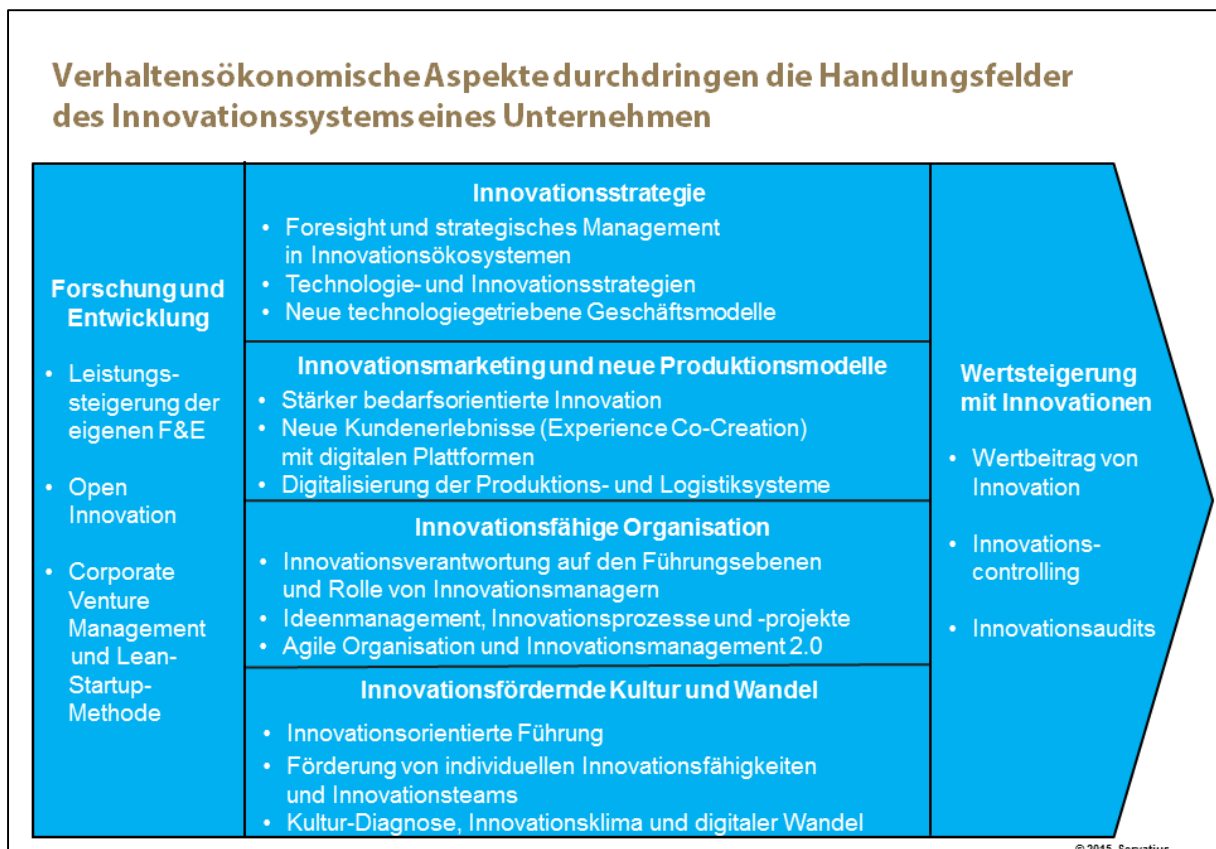 Verhaltensökonomische Aspekte durchdringen die Handlungsfelder
des Innovationssystems eines Unternehmen
Forschung und
Entwicklung
• Leistungs-
steigerung der
eigenen F&E
• Open
Innovation
• Corporate
Venture
Management
und Lean-
Startup-
Methode
Innovationsstrategie
• Foresight und strategisches Management
in Innovationsökosystemen
• Technologie- und Innovationsstrategien
• Neue technologiegetriebene Geschäftsmodelle
Innovationsmarketing und neue Produktionsmodelle
• Stärker bedarfsorientierte Innovation
• Neue Kundenerlebnisse (Experience Co-Creation)
mit digitalen Plattformen
• Digitalisierung der Produktions- und Logistiksysteme
Innovationsfähige Organisation
• Innovationsverantwortung auf den Führungsebenen
und Rolle von Innovationsmanagern
• Ideenmanagement, Innovationsprozesse und -projekte
• Agile Organisation und Innovationsmanagement 2.0
Innovationsfördernde Kultur und Wandel
• Innovationsorientierte Führung
• Förderung von individuellen Innovationsfähigkeiten
und Innovationsteams
• Kultur-Diagnose, Innovationsklima und digitaler Wandel
Wertsteigerung
mit Innovationen
• Wertbeitrag von
Innovation
• Innovations-
controlling
• Innovationsaudits
© 2015 Servatius